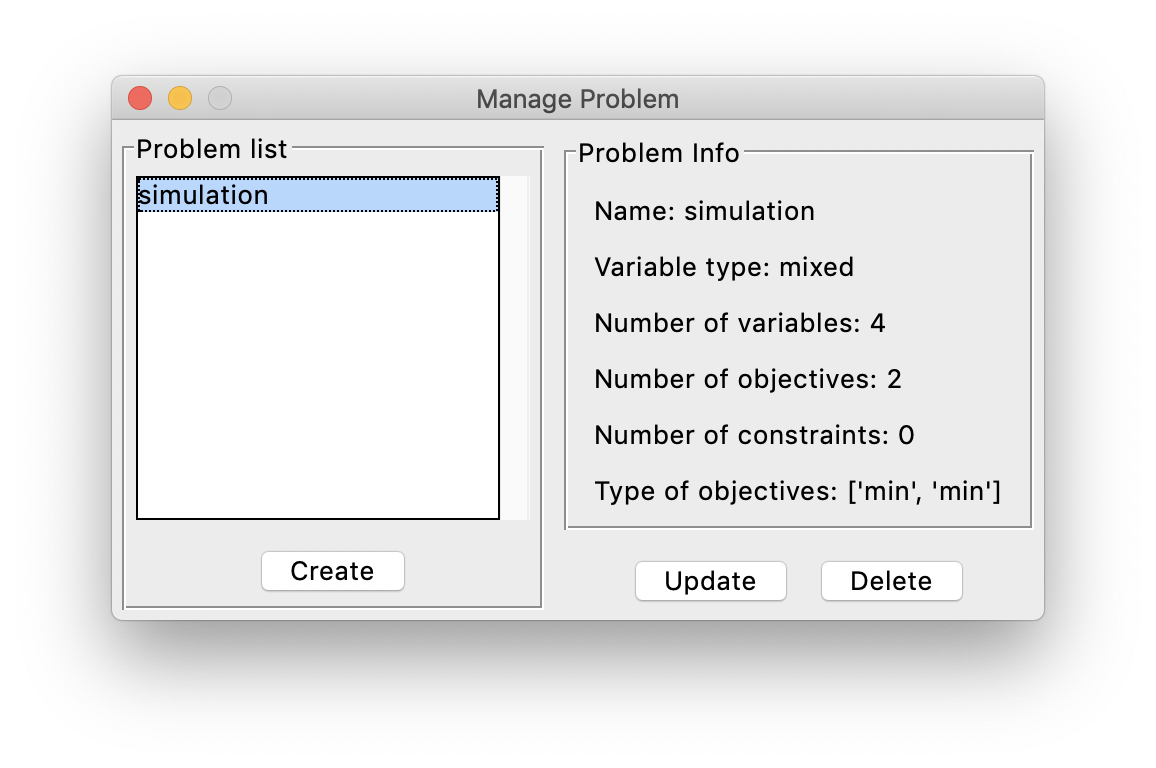 Manage Problem
Problem list
simulation
Create
Problem Info
Name: simulation
Variable type: mixed
Number of variables: 4
Number of objectives: 2
Number of constraints: 0
Type of objectives: ['min', 'min']
Update
Delete